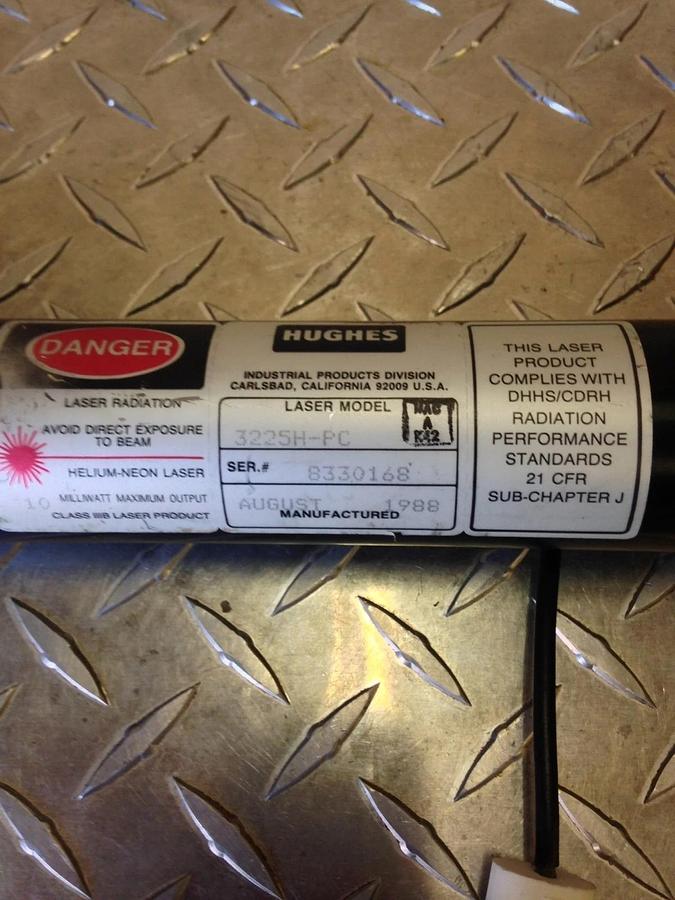 DANGER
LASER RADIATION
AVOID DIRECT EXPOSURE
TO BEAM
HELIUM-NEON LASER
10 MILLIWATT MAXIMUM OUTPUT
CLASS IIIB LASER PRODUCT
HUGHES
INDUSTRIAL PRODUCTS DIVISION
CARLSBAD, CALIFORNIA 92009 U.S.A.
LASER MODEL
3225H-PC
A
K42
SER.# 8330168
AUGUST 1988
MANUFACTURED
THIS LASER
PRODUCT
COMPLIES WITH
DHHS/CDRH
RADIATION
PERFORMANCE
STANDARDS
21 CFR
SUB-CHAPTER J